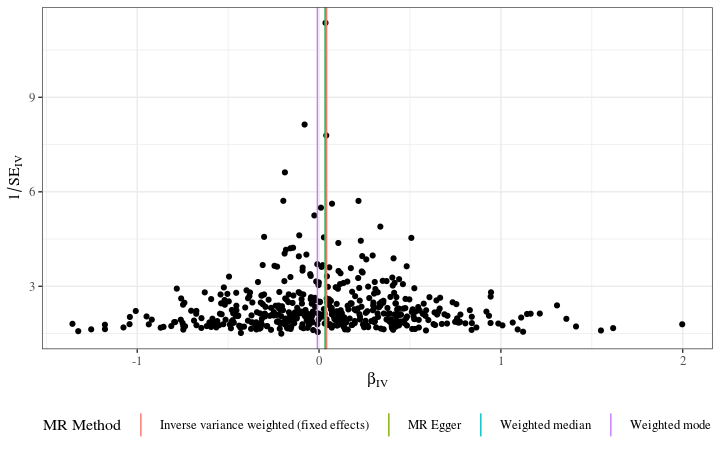 9
6
3
1/SE_IV
-1
0
1
2
β_IV
MR Method
Inverse variance weighted (fixed effects)
MR Egger
Weighted median
Weighted mode